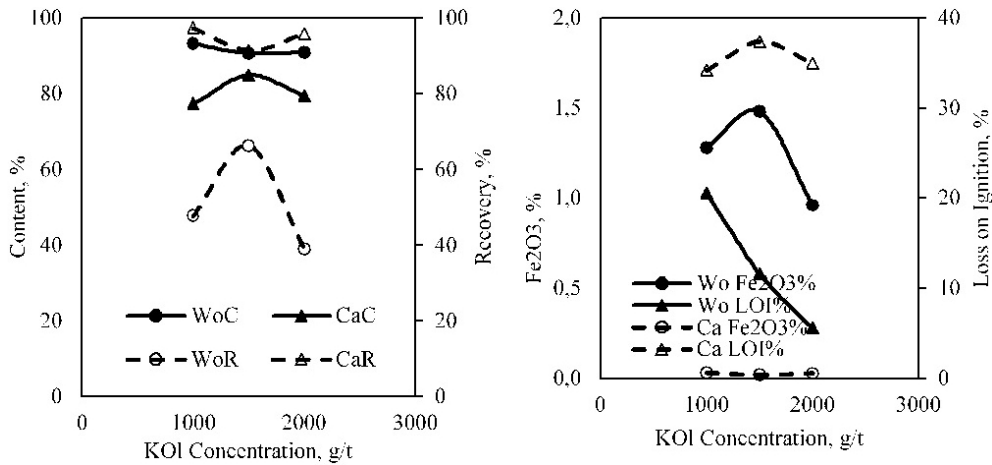 100
80
60
40
20
0
Content, %
100
80
60
40
20
0
Recovery, %
WoC
CaC
WoR
CaR
0
1000
2000
3000
KOl Concentration, g/t
2,0
1,5
1,0
0,5
0,0
Fe2O3, %
40
30
20
10
0
Loss on Ignition, %
Wo Fe2O3%
Wo LOI%
Ca Fe2O3%
Ca LOI%
0
1000
2000
3000
KOl Concentration, g/t